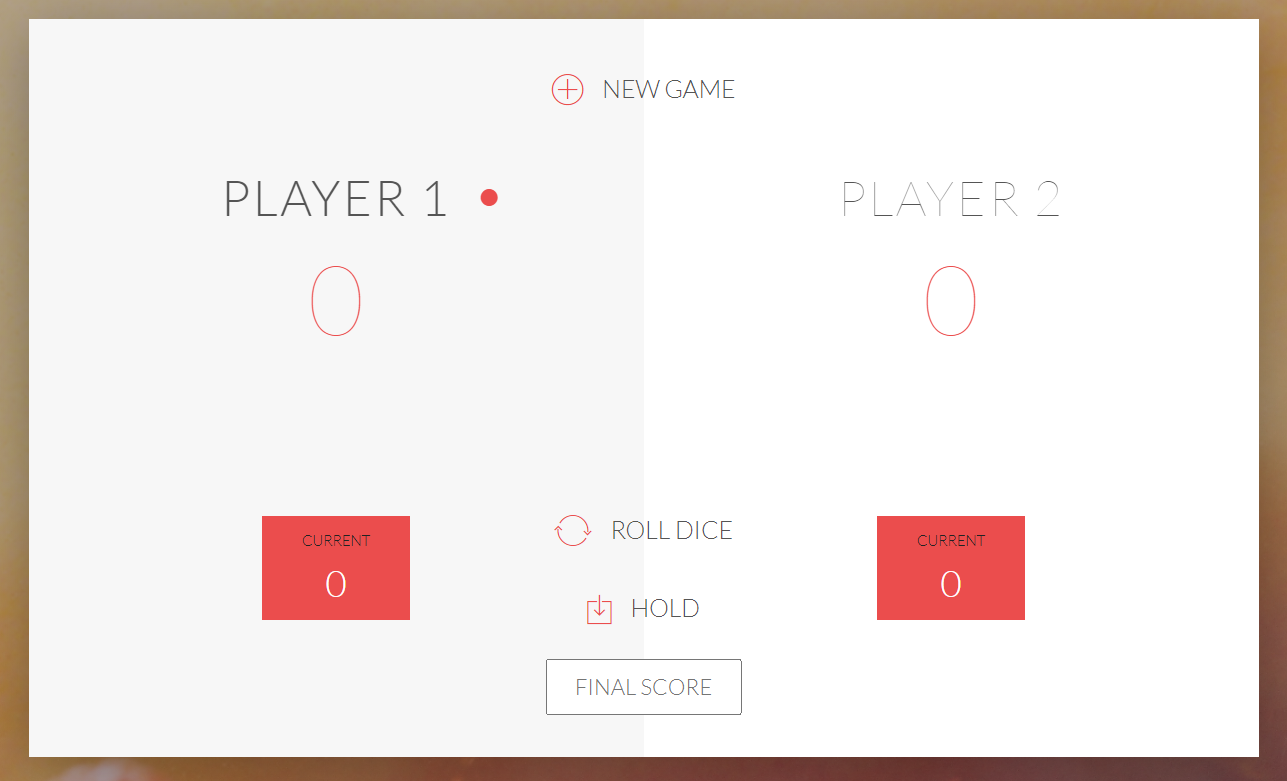 NEW GAME
PLAYER 1
0
PLAYER 2
0
CURRENT
0
ROLL DICE
HOLD
FINAL SCORE
CURRENT
0